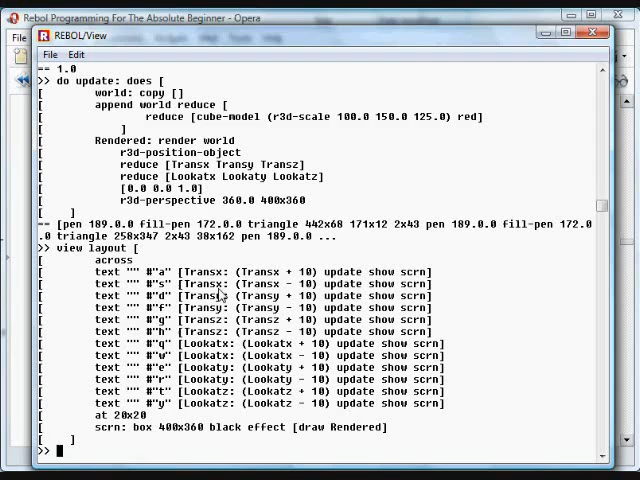 Rebol Programming For The Absolute Beginner - Opera
File
REBOL/View
File Edit
== 1.0
>> do update: does [
[ world: copy []
[ append world reduce [
[ reduce [cube-model (r3d-scale 100.0 150.0 125.0) red]
[ ]
[ Rendered: render world
[ r3d-position-object
[ reduce [Transx Transy Transz]
[ reduce [Lookatx Lookaty Lookatz]
[ [0.0 0.0 1.0]
[ r3d-perspective 360.0 400x360
[ ]
== [pen 189.0.0 fill-pen 172.0.0 triangle 442x68 171x12 2x43 pen 189.0.0 fill-pen 172.0
.0 triangle 258x347 2x43 38x162 pen 189.0.0 ...
>> view layout [
[ across
[ text "" #"a" [Transx: (Transx + 10) update show scrn]
[ text "" #"s" [Transx: (Transx - 10) update show scrn]
[ text "" #"d" [Transy: (Transy + 10) update show scrn]
[ text "" #"f" [Transy: (Transy - 10) update show scrn]
[ text "" #"g" [Transz: (Transz + 10) update show scrn]
[ text "" #"h" [Transz: (Transz - 10) update show scrn]
[ text "" #"q" [Lookatx: (Lookatx + 10) update show scrn]
[ text "" #"w" [Lookatx: (Lookatx - 10) update show scrn]
[ text "" #"e" [Lookaty: (Lookaty + 10) update show scrn]
[ text "" #"r" [Lookaty: (Lookaty - 10) update show scrn]
[ text "" #"t" [Lookatz: (Lookatz + 10) update show scrn]
[ text "" #"y" [Lookatz: (Lookatz - 10) update show scrn]
[ at 20x20
[ scrn: box 400x360 black effect [draw Rendered]
[ ]
>>